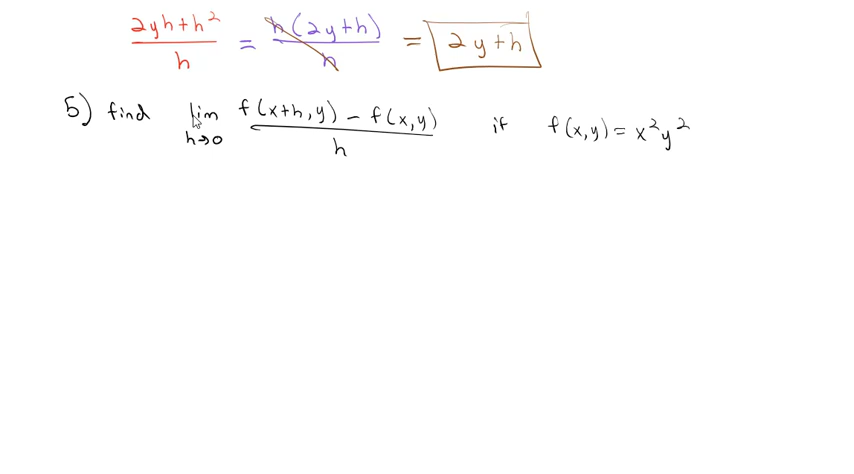 (2yh+h²)/h = h(2y+h)/h = 2y+h
5) find lim h→0 (f(x+h,y) − f(x,y))/h if f(x,y) = x²y²